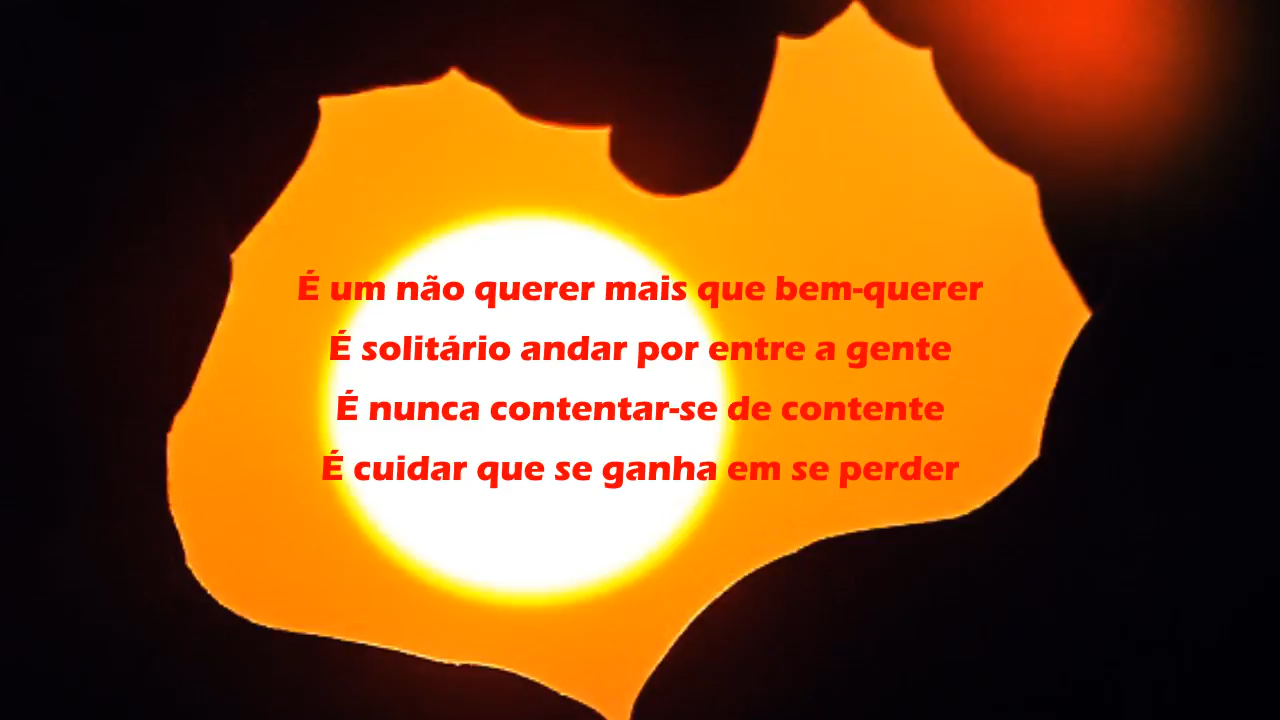 É um não querer mais que bem-querer
É solitário andar por entre a gente
É nunca contentar-se de contente
É cuidar que se ganha em se perder